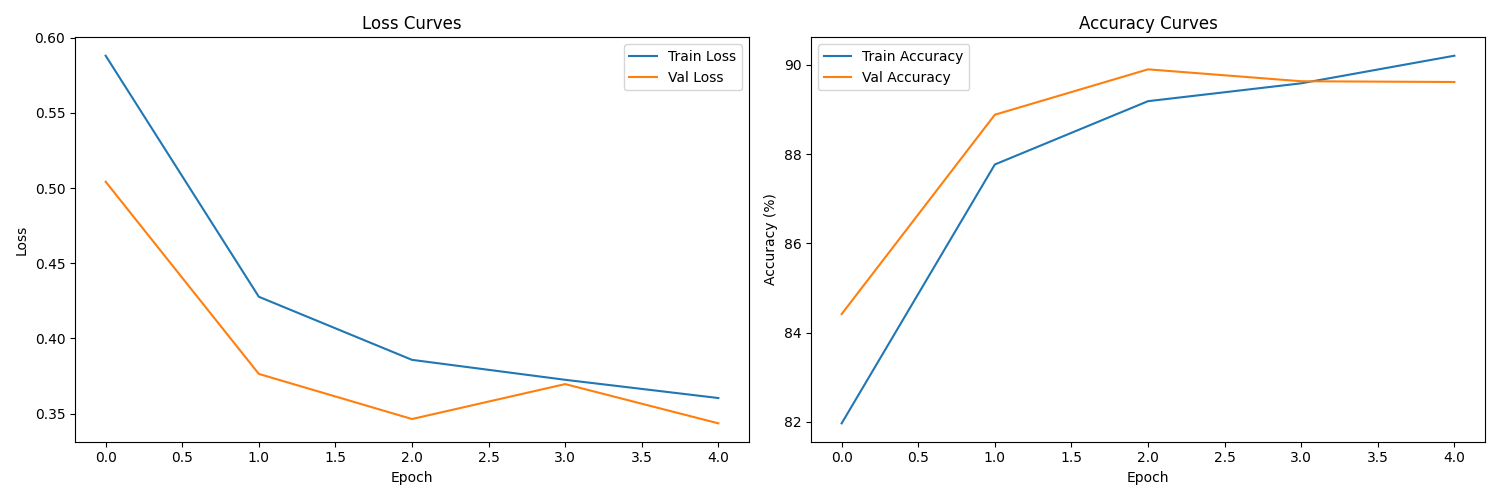 Loss Curves
0.60
0.55
0.50
0.45
0.40
0.35
Loss
Train Loss
Val Loss
0.0 0.5 1.0 1.5 2.0 2.5 3.0 3.5 4.0
Epoch
Accuracy Curves
90
88
86
84
82
Accuracy (%)
Train Accuracy
Val Accuracy
0.0 0.5 1.0 1.5 2.0 2.5 3.0 3.5 4.0
Epoch